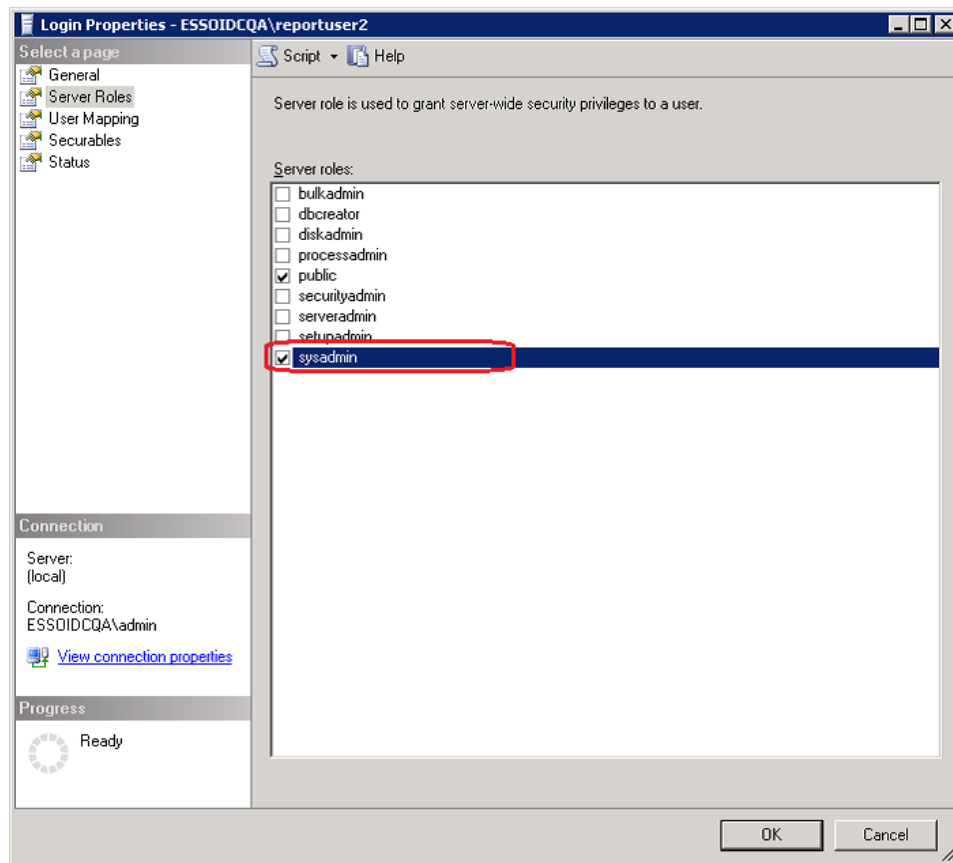 Login Properties - ESSOIDCQA\reportuser2
Select a page
General
Server Roles
User Mapping
Securables
Status
Script
Help
Server role is used to grant server-wide security privileges to a user.
Server roles:
bulkadmin
dbcreator
diskadmin
processadmin
public
securityadmin
serveradmin
setupadmin
sysadmin
Connection
Server:
(local)
Connection:
ESSOIDCQA\admin
View connection properties
Progress
Ready
OK
Cancel